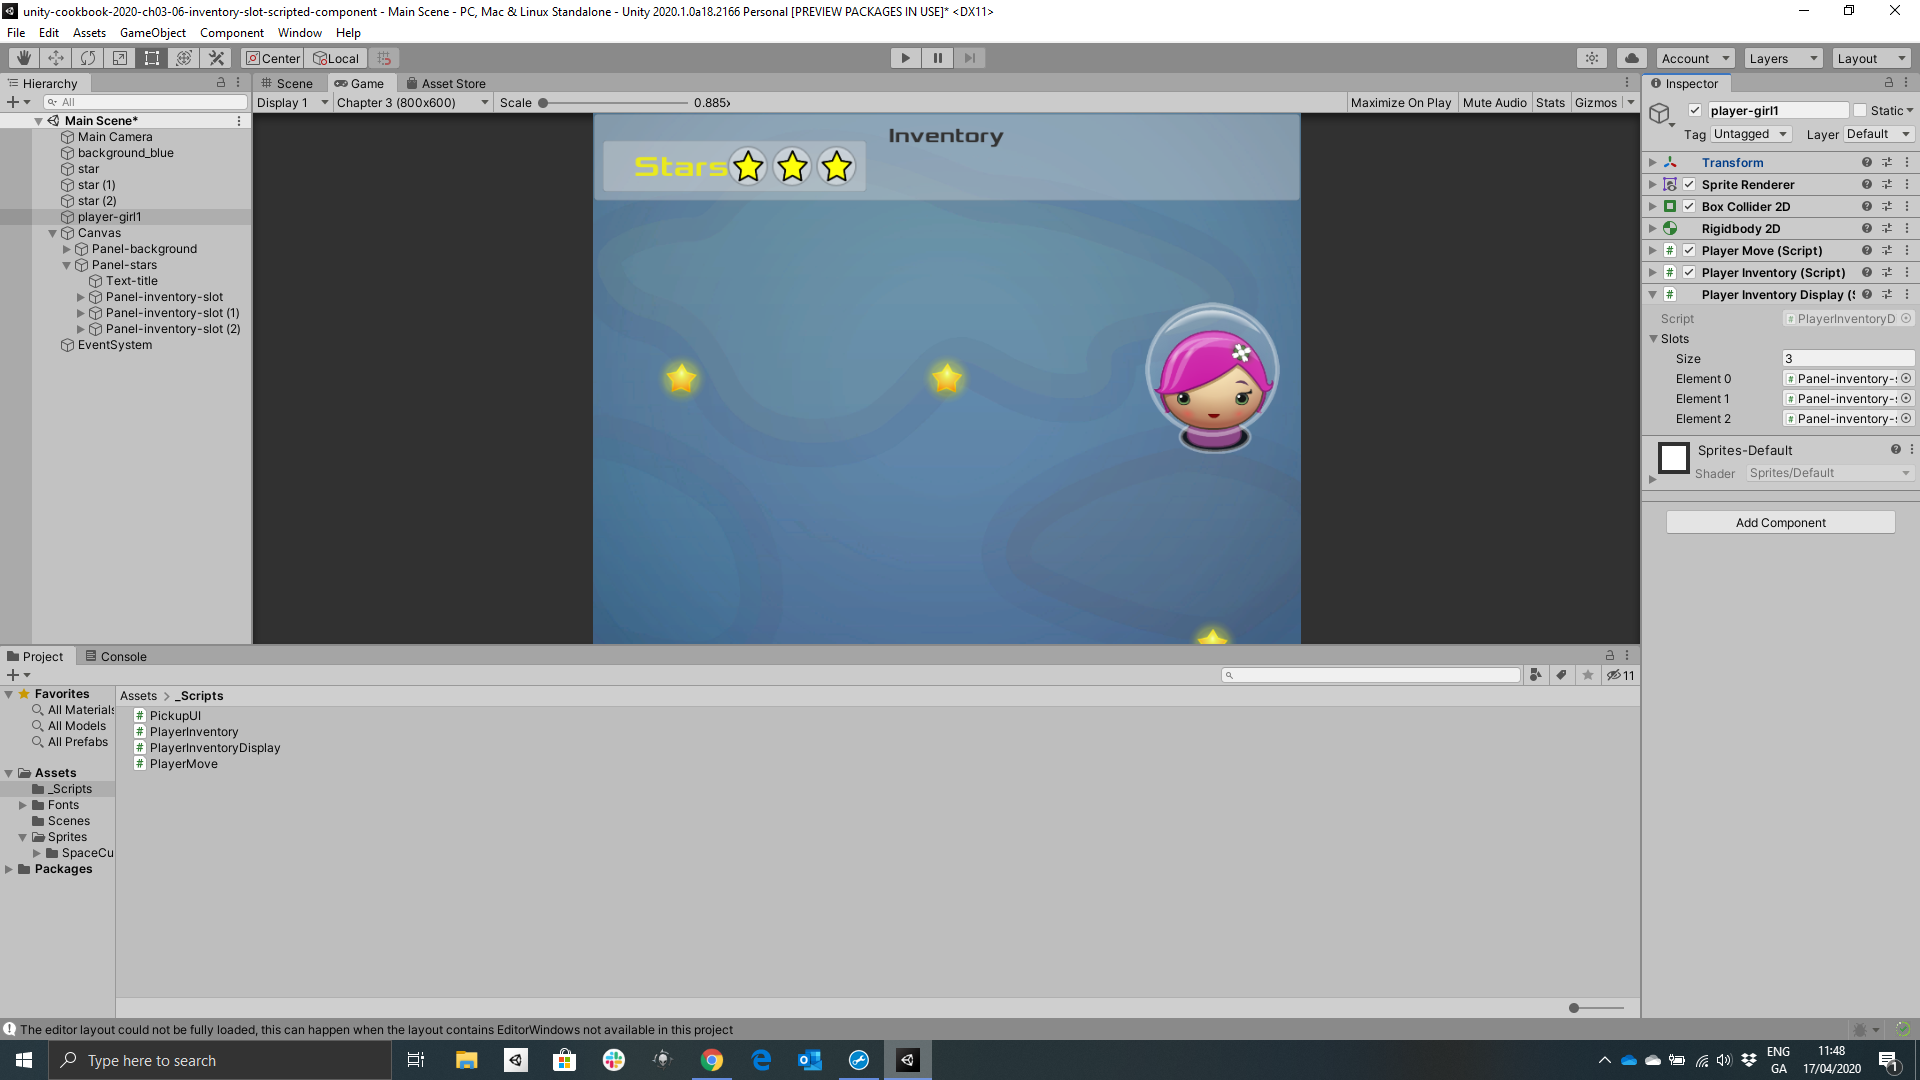 unity-cookbook-2020-ch03-06-inventory-slot-scripted-component - Main Scene - PC, Mac & Linux Standalone - Unity 2020.1.0a18.2166 Personal [PREVIEW PACKAGES IN USE]* <DX11>
File Edit Assets GameObject Component Window Help
Center Local Account Layers Layout
Hierarchy
All
Main Scene*
Main Camera
background_blue
star
star (1)
star (2)
player-girl1
Canvas
Panel-background
Panel-stars
Text-title
Panel-inventory-slot
Panel-inventory-slot (1)
Panel-inventory-slot (2)
EventSystem
Scene Game Asset Store
Display 1 Chapter 3 (800x600) Scale 0.885x Maximize On Play Mute Audio Stats Gizmos
Inventory
Stars
Inspector
player-girl1 Static
Tag Untagged Layer Default
Transform
Sprite Renderer
Box Collider 2D
Rigidbody 2D
Player Move (Script)
Player Inventory (Script)
Player Inventory Display (S
Script PlayerInventoryD
Slots
Size 3
Element 0 Panel-inventory-s
Element 1 Panel-inventory-s
Element 2 Panel-inventory-s
Sprites-Default
Shader Sprites/Default
Add Component
Project Console
11
Favorites
All Materials
All Models
All Prefabs
Assets
_Scripts
Fonts
Scenes
Sprites
SpaceCu
Packages
Assets > _Scripts
PickupUI
PlayerInventory
PlayerInventoryDisplay
PlayerMove
The editor layout could not be fully loaded, this can happen when the layout contains EditorWindows not available in this project
Type here to search
ENG
GA
11:48
17/04/2020
1